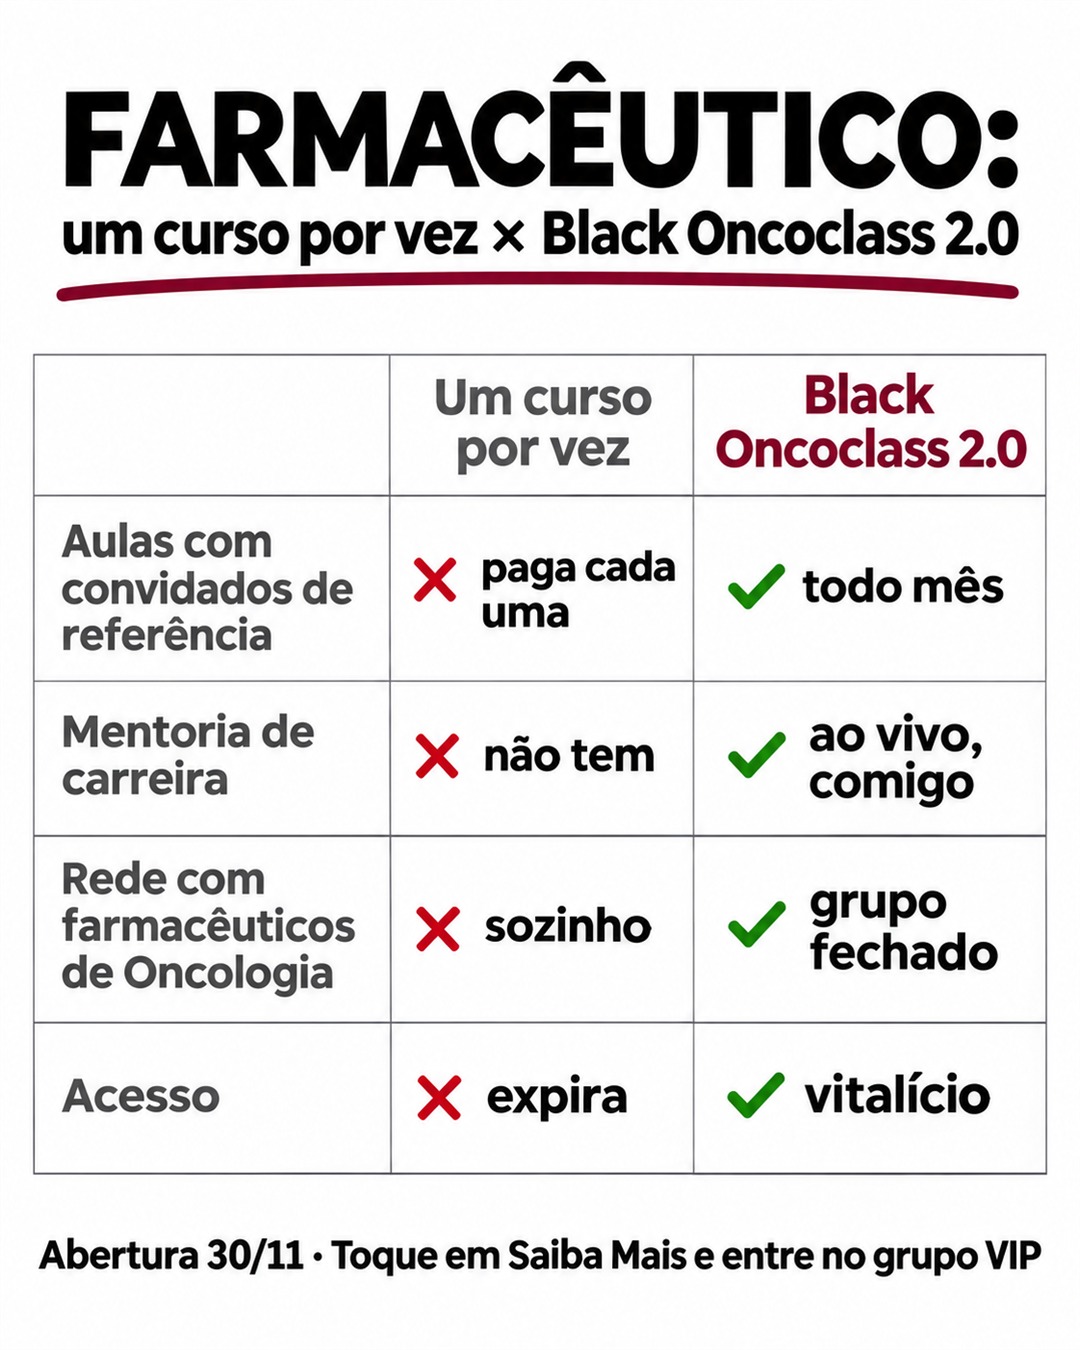 FARMACÊUTICO:
um curso por vez × Black Oncoclass 2.0
Um curso
por vez
Black
Oncoclass 2.0
Aulas com
convidados de
referência
paga cada
uma
todo mês
Mentoria de
carreira
não tem
ao vivo,
comigo
Rede com
farmacêuticos
de Oncologia
sozinho
grupo
fechado
Acesso
expira
vitalício
Abertura 30/11 · Toque em Saiba Mais e entre no grupo VIP